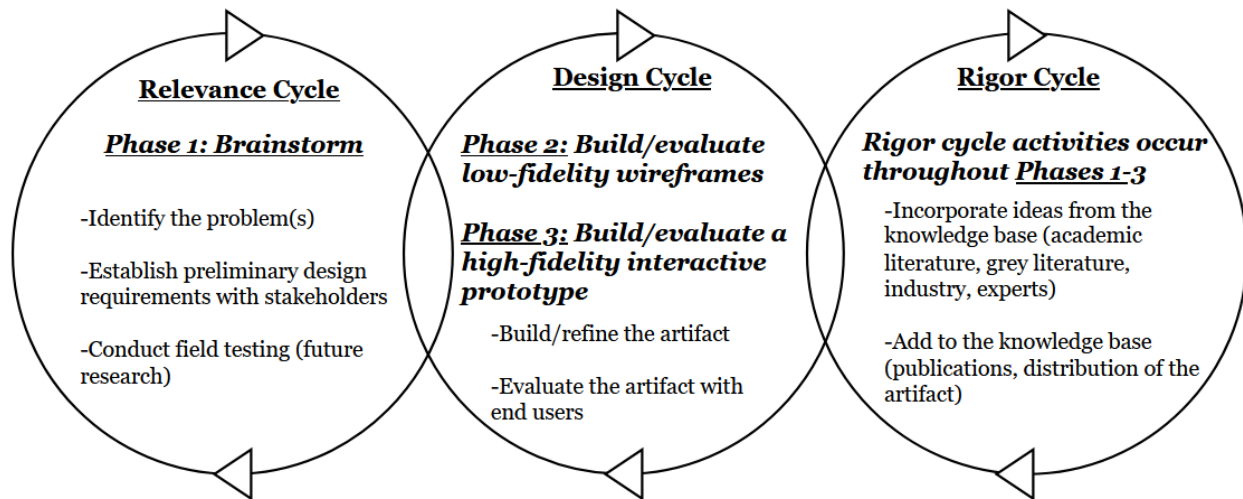 Relevance Cycle
Phase 1: Brainstorm
-Identify the problem(s)
-Establish preliminary design
requirements with stakeholders
-Conduct field testing (future
research)
Design Cycle
Phase 2: Build/evaluate
low-fidelity wireframes
Phase 3: Build/evaluate a
high-fidelity interactive
prototype
-Build/refine the artifact
-Evaluate the artifact with
end users
Rigor Cycle
Rigor cycle activities occur
throughout Phases 1-3
-Incorporate ideas from the
knowledge base (academic
literature, grey literature,
industry, experts)
-Add to the knowledge base
(publications, distribution of the
artifact)